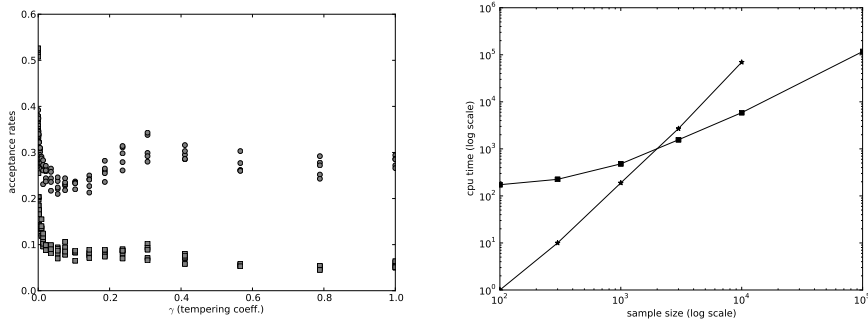 0.6
0.5
0.4
0.3
0.2
0.1
0.0
acceptance rates
0.0 0.2 0.4 0.6 0.8 1.0
γ (tempering coeff.)
10^6
10^5
10^4
10^3
10^2
10^1
10^0
cpu time (log scale)
10^2 10^3 10^4
sample size (log scale)